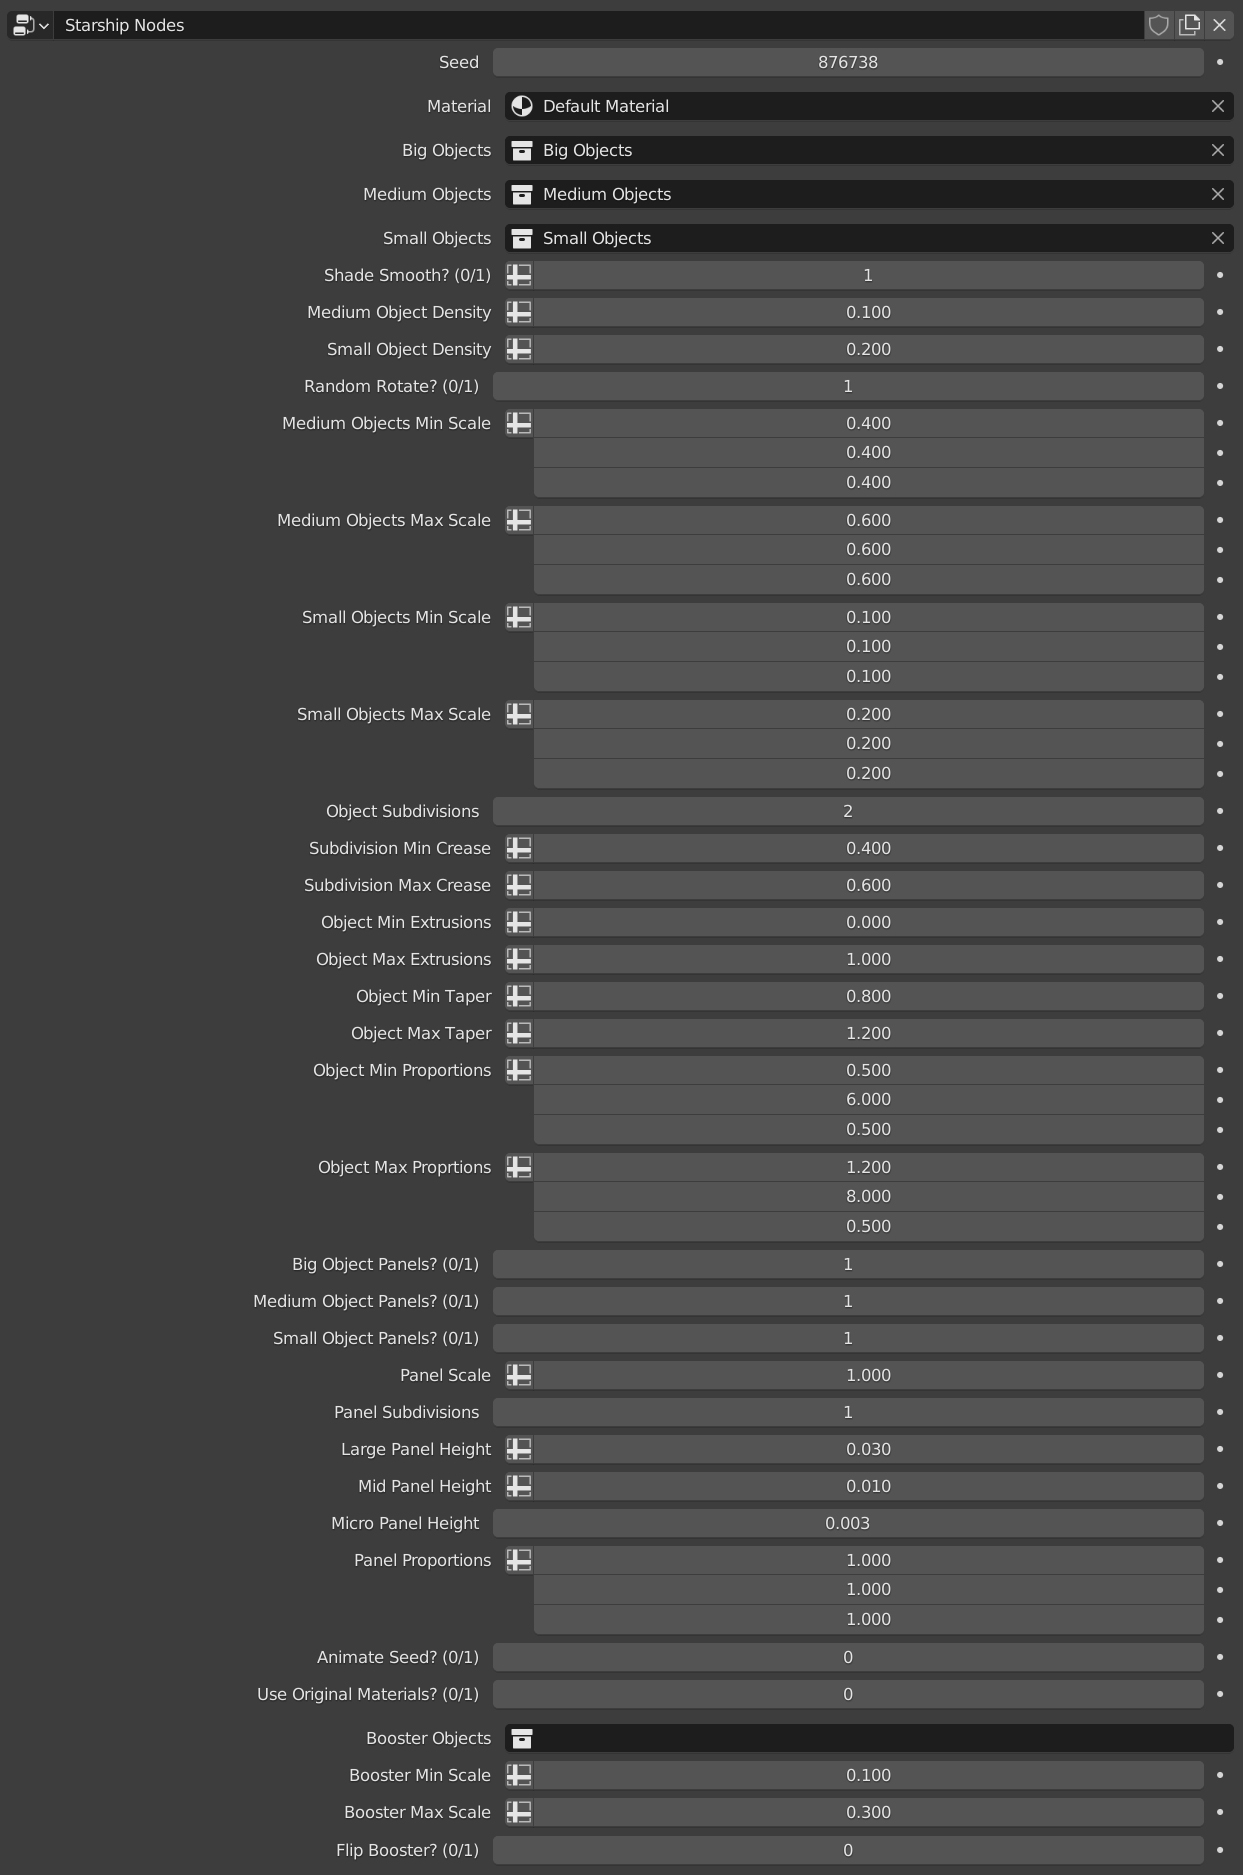 Starship Nodes
Seed 876738
Material Default Material
Big Objects Big Objects
Medium Objects Medium Objects
Small Objects Small Objects
Shade Smooth? (0/1) 1
Medium Object Density 0.100
Small Object Density 0.200
Random Rotate? (0/1) 1
Medium Objects Min Scale 0.400
0.400
0.400
Medium Objects Max Scale 0.600
0.600
0.600
Small Objects Min Scale 0.100
0.100
0.100
Small Objects Max Scale 0.200
0.200
0.200
Object Subdivisions 2
Subdivision Min Crease 0.400
Subdivision Max Crease 0.600
Object Min Extrusions 0.000
Object Max Extrusions 1.000
Object Min Taper 0.800
Object Max Taper 1.200
Object Min Proportions 0.500
6.000
0.500
Object Max Proprtions 1.200
8.000
0.500
Big Object Panels? (0/1) 1
Medium Object Panels? (0/1) 1
Small Object Panels? (0/1) 1
Panel Scale 1.000
Panel Subdivisions 1
Large Panel Height 0.030
Mid Panel Height 0.010
Micro Panel Height 0.003
Panel Proportions 1.000
1.000
1.000
Animate Seed? (0/1) 0
Use Original Materials? (0/1) 0
Booster Objects
Booster Min Scale 0.100
Booster Max Scale 0.300
Flip Booster? (0/1) 0